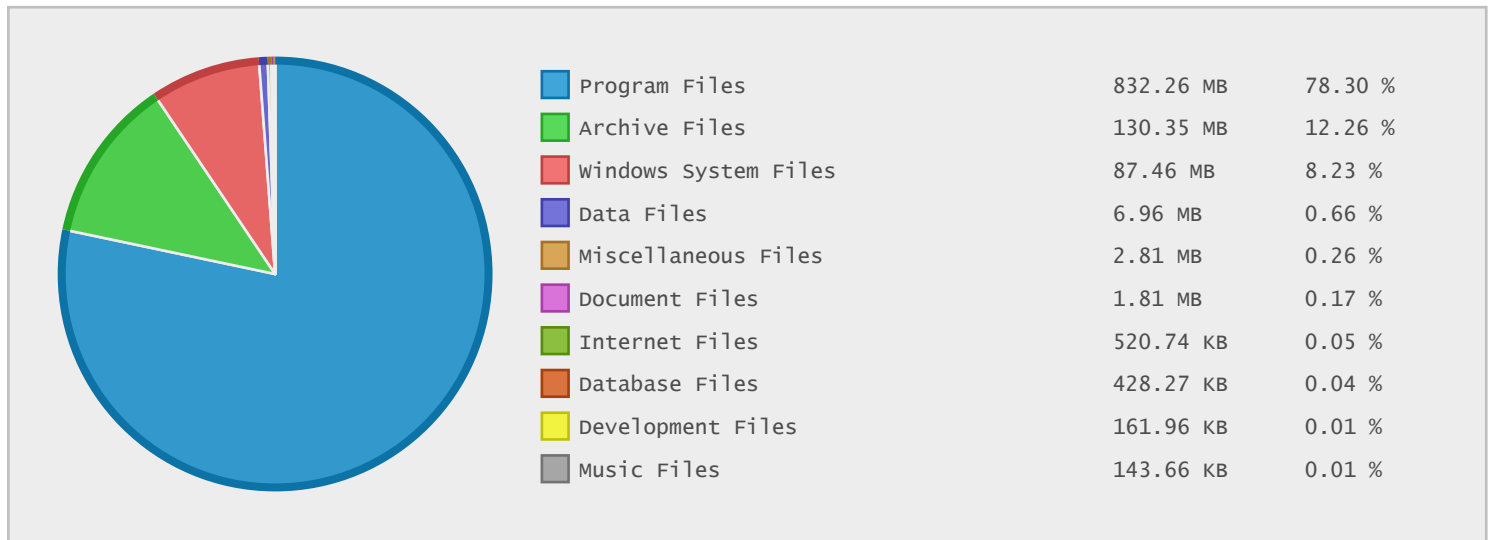 Program Files 832.26 MB 78.30 %
Archive Files 130.35 MB 12.26 %
Windows System Files 87.46 MB 8.23 %
Data Files 6.96 MB 0.66 %
Miscellaneous Files 2.81 MB 0.26 %
Document Files 1.81 MB 0.17 %
Internet Files 520.74 KB 0.05 %
Database Files 428.27 KB 0.04 %
Development Files 161.96 KB 0.01 %
Music Files 143.66 KB 0.01 %